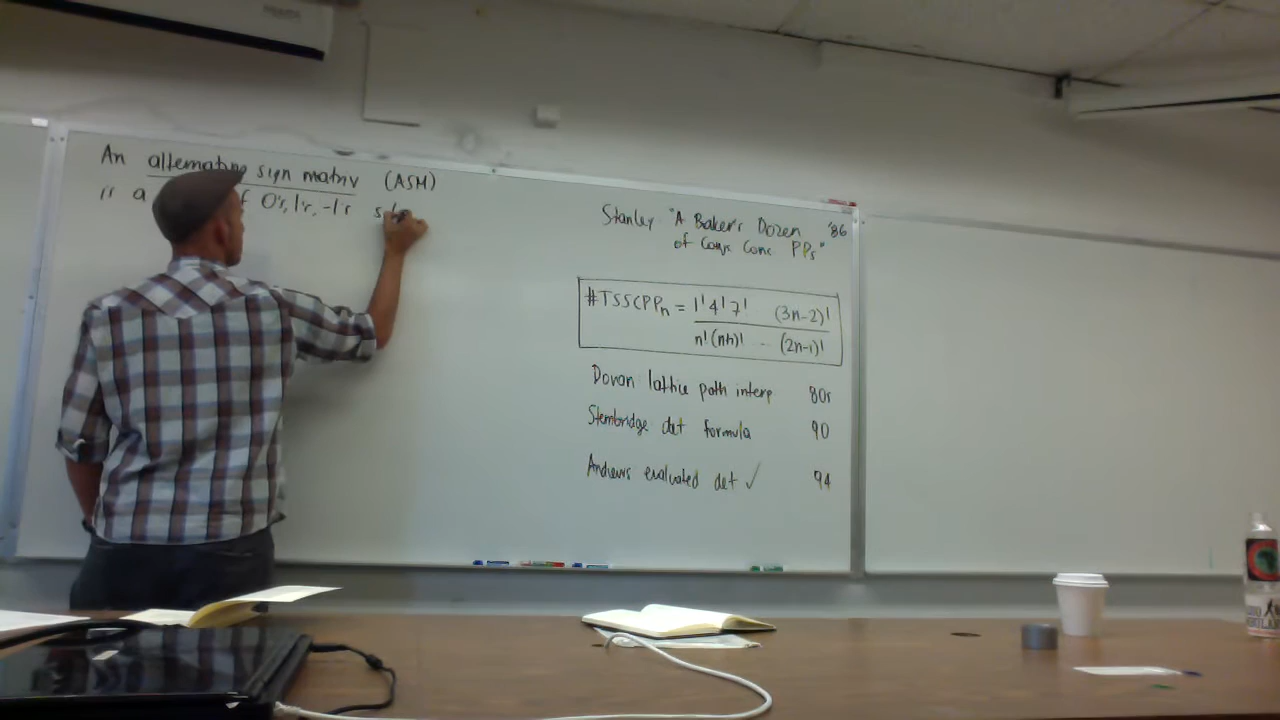 An alternating sign matrix (ASM)
is a f 0's, 1's, -1's
Stanley "A Baker's Dozen '86
of Conj Conc PPs"
#TSSCPPn = 1! 4! 7! (3n-2)!
n! (n+1)! ... (2n-1)!
Doran lattice path interp 80s
Stembridge det formula 90
Andrews evaluated det ✓ 94